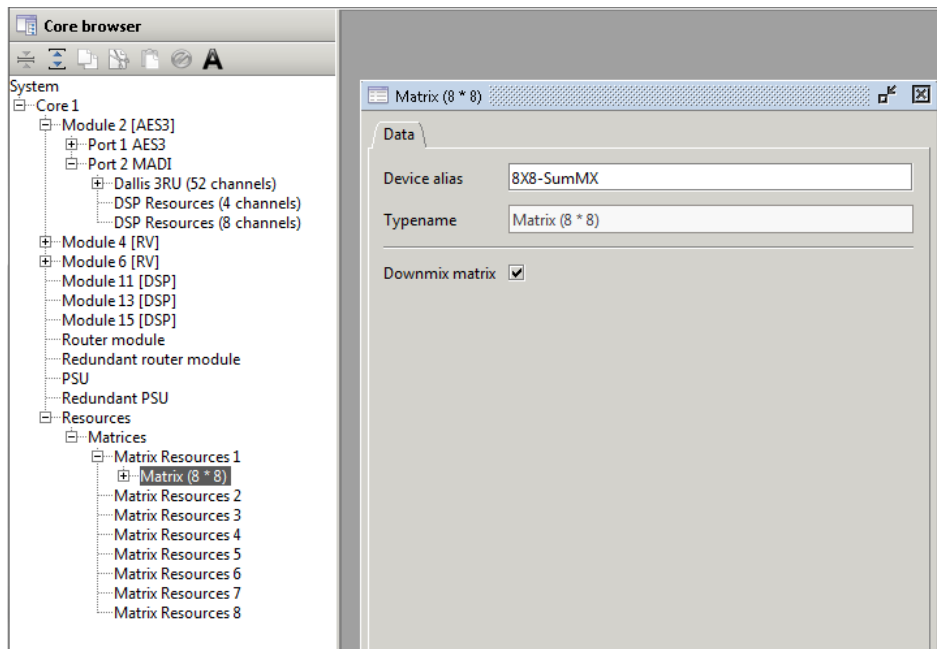 Core browser
A
System
Core 1
Module 2 [AES3]
Port 1 AES3
Port 2 MADI
Dallis 3RU (52 channels)
DSP Resources (4 channels)
DSP Resources (8 channels)
Module 4 [RV]
Module 6 [RV]
Module 11 [DSP]
Module 13 [DSP]
Module 15 [DSP]
Router module
Redundant router module
PSU
Redundant PSU
Resources
Matrices
Matrix Resources 1
Matrix (8 * 8)
Matrix Resources 2
Matrix Resources 3
Matrix Resources 4
Matrix Resources 5
Matrix Resources 6
Matrix Resources 7
Matrix Resources 8
Matrix (8 * 8)
Data
Device alias 8X8-SumMX
Typename Matrix (8 * 8)
Downmix matrix